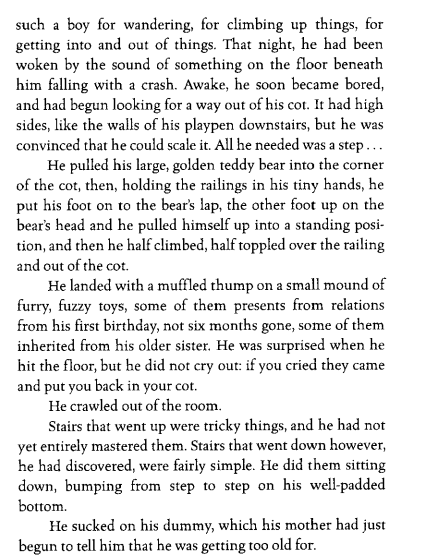 such a boy for wandering, for climbing up things, for
getting into and out of things. That night, he had been
woken by the sound of something on the floor beneath
him falling with a crash. Awake, he soon became bored,
and had begun looking for a way out of his cot. It had high
sides, like the walls of his playpen downstairs, but he was
convinced that he could scale it. All he needed was a step . . .
He pulled his large, golden teddy bear into the corner
of the cot, then, holding the railings in his tiny hands, he
put his foot on to the bear's lap, the other foot up on the
bear's head and he pulled himself up into a standing posi-
tion, and then he half climbed, half toppled over the railing
and out of the cot.
He landed with a muffled thump on a small mound of
furry, fuzzy toys, some of them presents from relations
from his first birthday, not six months gone, some of them
inherited from his older sister. He was surprised when he
hit the floor, but he did not cry out: if you cried they came
and put you back in your cot.
He crawled out of the room.
Stairs that went up were tricky things, and he had not
yet entirely mastered them. Stairs that went down however,
he had discovered, were fairly simple. He did them sitting
down, bumping from step to step on his well-padded
bottom.
He sucked on his dummy, which his mother had just
begun to tell him that he was getting too old for.